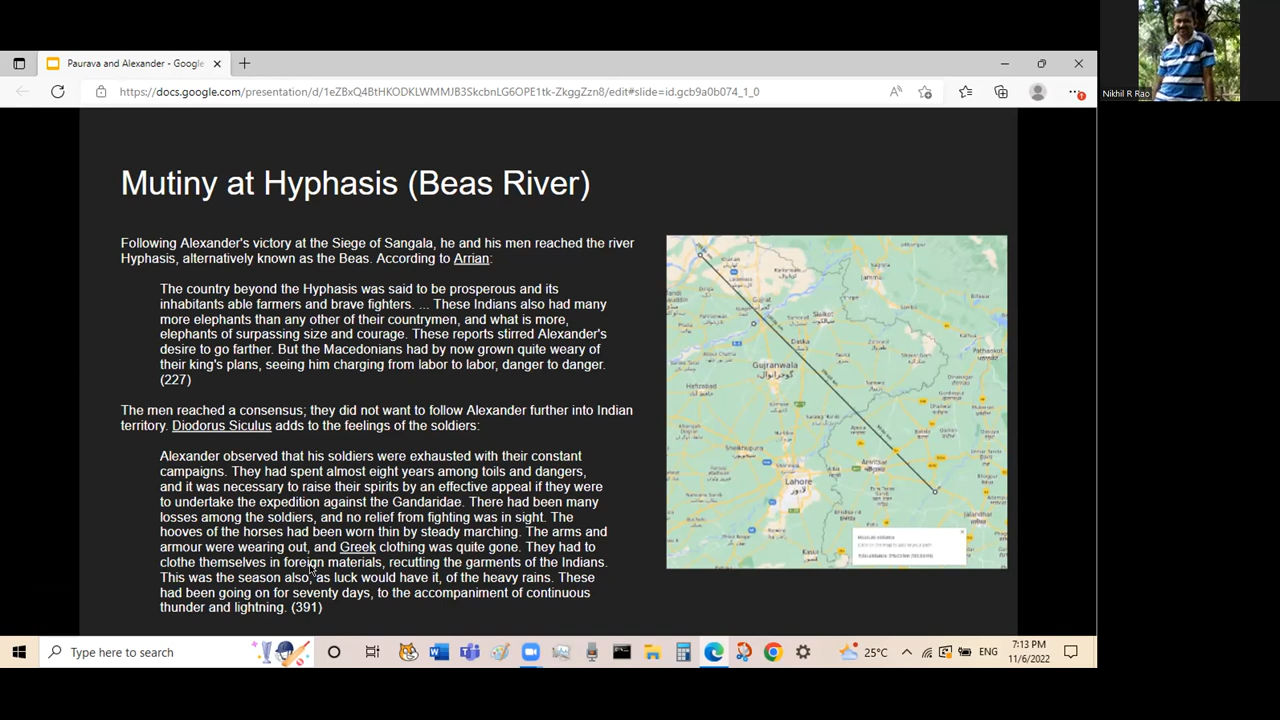 Paurava and Alexander - Google
https://docs.google.com/presentation/d/1eZBxQ4BtHKODKLWMMJB3SkcbnLG6OPE1tk-ZkggZzn8/edit#slide=id.gcb9a0b074_1_0
Nikhil R Rao
Mutiny at Hyphasis (Beas River)
Following Alexander's victory at the Siege of Sangala, he and his men reached the river
Hyphasis, alternatively known as the Beas. According to Arrian:
The country beyond the Hyphasis was said to be prosperous and its
inhabitants able farmers and brave fighters. ... These Indians also had many
more elephants than any other of their countrymen, and what is more,
elephants of surpassing size and courage. These reports stirred Alexander's
desire to go farther. But the Macedonians had by now grown quite weary of
their king's plans, seeing him charging from labor to labor, danger to danger.
(227)
The men reached a consensus; they did not want to follow Alexander further into Indian
territory. Diodorus Siculus adds to the feelings of the soldiers:
Alexander observed that his soldiers were exhausted with their constant
campaigns. They had spent almost eight years among toils and dangers,
and it was necessary to raise their spirits by an effective appeal if they were
to undertake the expedition against the Gandaridae. There had been many
losses among the soldiers, and no relief from fighting was in sight. The
hooves of the horses had been worn thin by steady marching. The arms and
armour were wearing out, and Greek clothing was quite gone. They had to
clothe themselves in foreign materials, recutting the garments of the Indians.
This was the season also, as luck would have it, of the heavy rains. These
had been going on for seventy days, to the accompaniment of continuous
thunder and lightning. (391)
Gujrat
Sialkot
سیالکوٹ
Daska
Gujranwala
گوجرانوالہ
Pathankot
Hafizabad
Sheikhupura
Amritsar
Lahore
لاہور
Jalandhar
Kasur
Type here to search
25°C
ENG
7:13 PM
11/6/2022